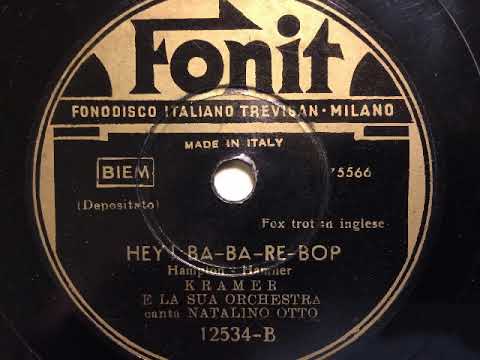 Fonit
FONODISCO ITALIANO TREVISAN · MILANO
MADE IN ITALY
BIEM
75566
(Depositato)
Fox trot in inglese
HEY! BA-BA-RE-BOP
Hampton - Hamner
KRAMER
E LA SUA ORCHESTRA
canta NATALINO OTTO
12534-B